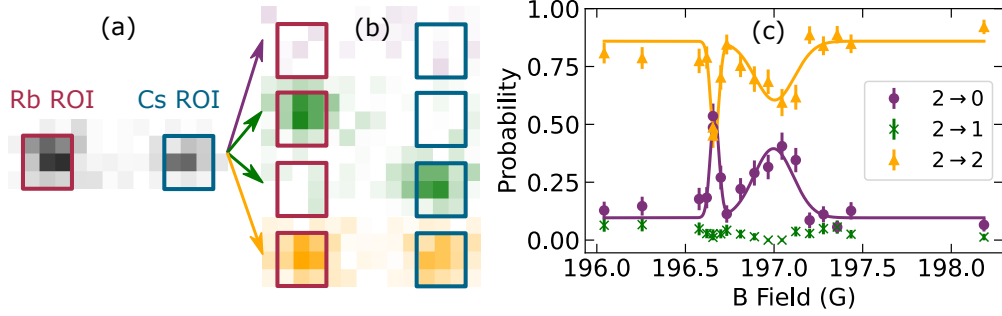 (a)
(b)
Rb ROI
Cs ROI
(c)
1.00
0.75
0.50
0.25
0.00
Probability
2→0
2→1
2→2
196.0 196.5 197.0 197.5 198.0
B Field (G)